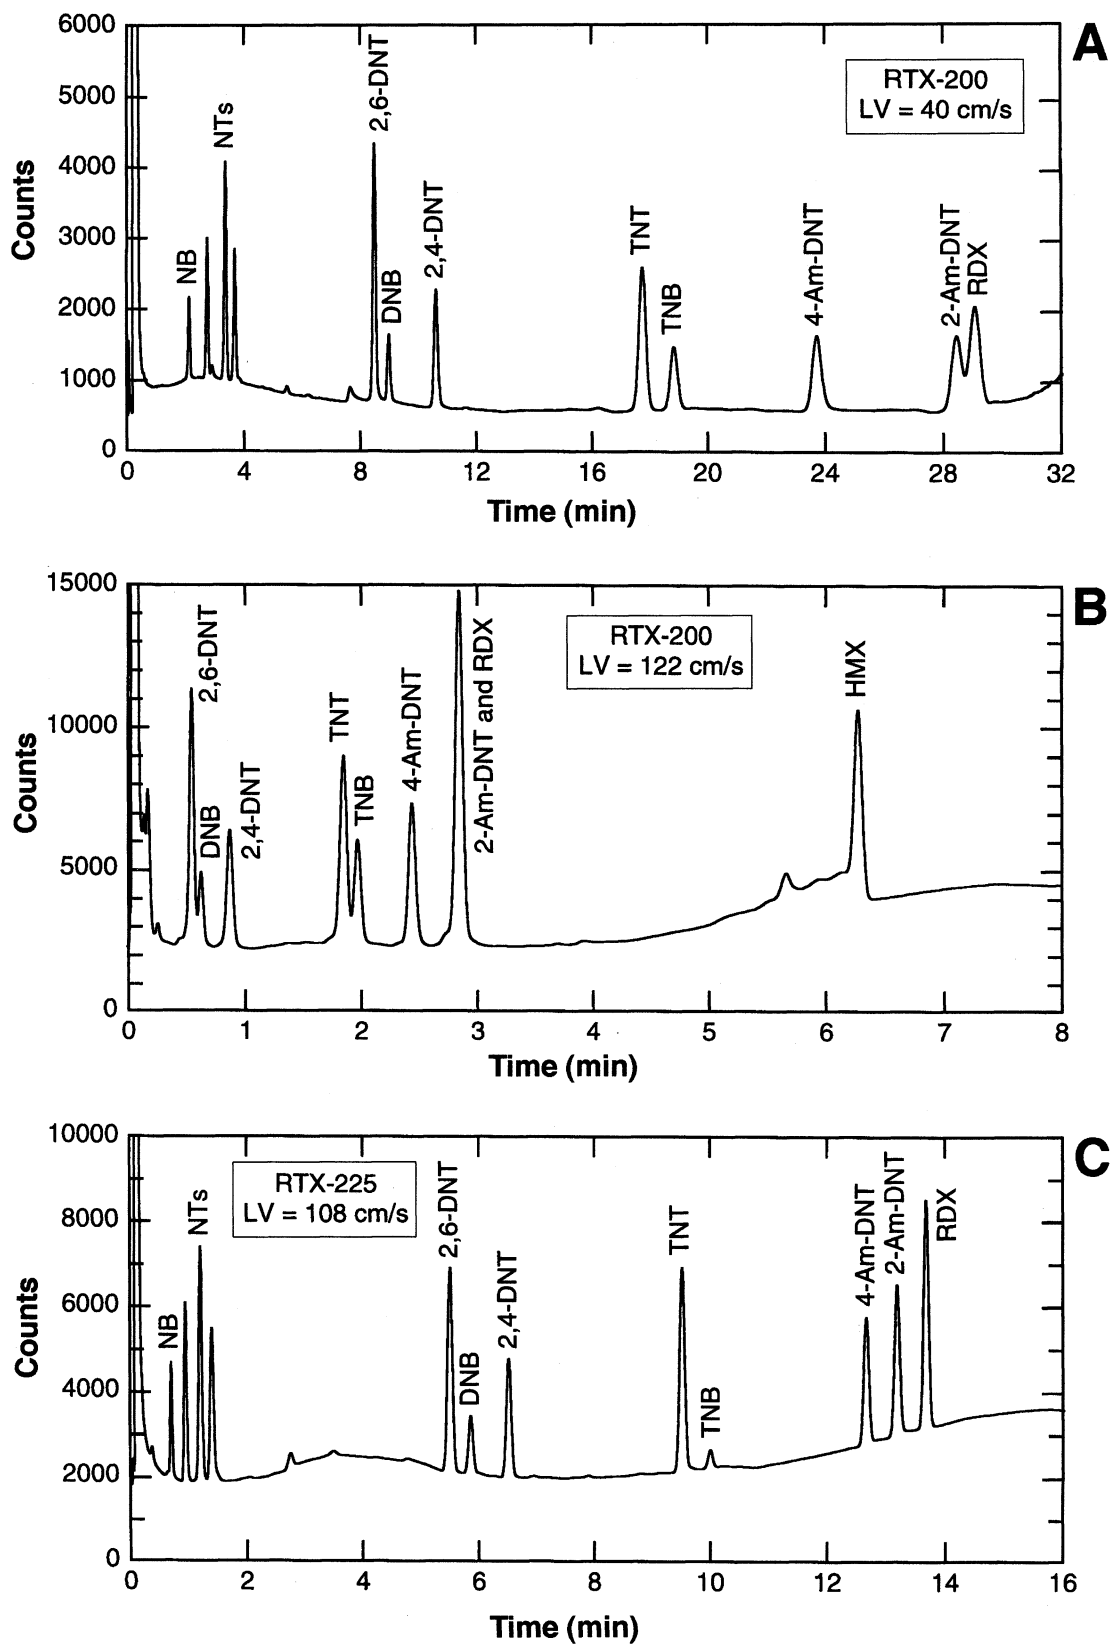 A
6000
5000
4000
3000
2000
1000
0
Counts
NB
NTs
2,6-DNT
DNB
2,4-DNT
TNT
TNB
4-Am-DNT
2-Am-DNT
RDX
RTX-200
LV = 40 cm/s
0 4 8 12 16 20 24 28 32
Time (min)
B
15000
10000
5000
0
Counts
2,6-DNT
DNB
2,4-DNT
TNT
TNB
4-Am-DNT
2-Am-DNT and RDX
HMX
RTX-200
LV = 122 cm/s
0 1 2 3 4 5 6 7 8
Time (min)
C
10000
8000
6000
4000
2000
0
Counts
NB
NTs
RTX-225
LV = 108 cm/s
2,6-DNT
DNB
2,4-DNT
TNT
TNB
4-Am-DNT
2-Am-DNT
RDX
0 2 4 6 8 10 12 14 16
Time (min)